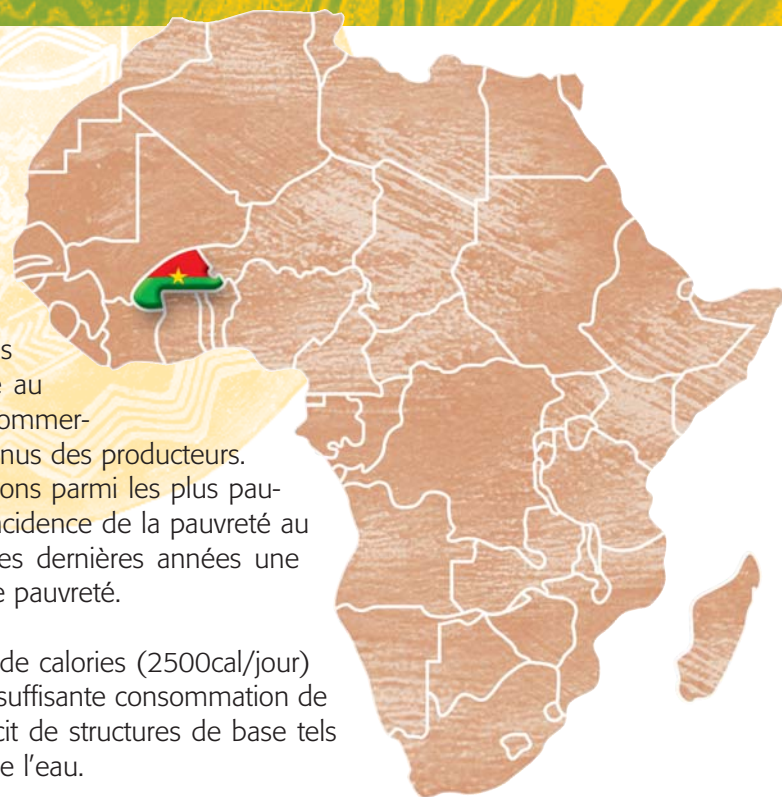 s
e au
ommer-
nus des producteurs.
ons parmi les plus pau-
ncidence de la pauvreté au
es dernières années une
e pauvreté.
de calories (2500cal/jour)
suffisante consommation de
cit de structures de base tels
e l'eau.